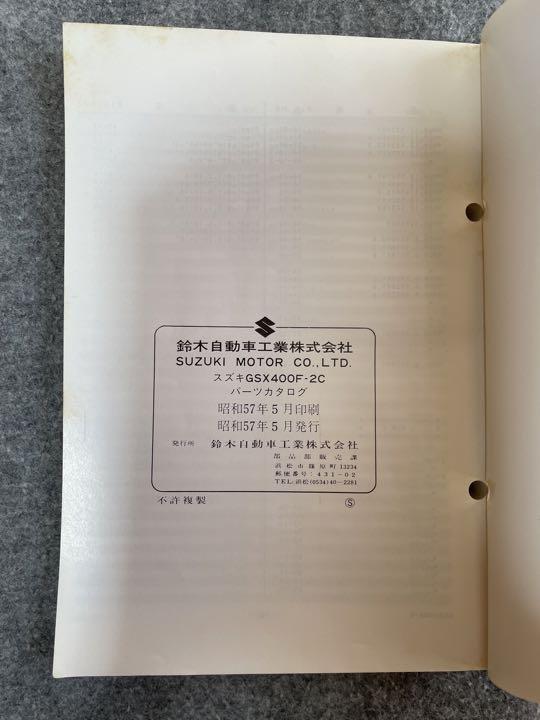 鈴木自動車工業株式会社
SUZUKI MOTOR CO.,LTD.
スズキGSX400F-2C
パーツカタログ
昭和57年5月印刷
昭和57年5月発行
発行所 鈴木自動車工業株式会社
部品部販売課
浜松市篠原町13234
郵便番号:431-02
TEL:浜松(0534)40-2281
不許複製 Ⓢ